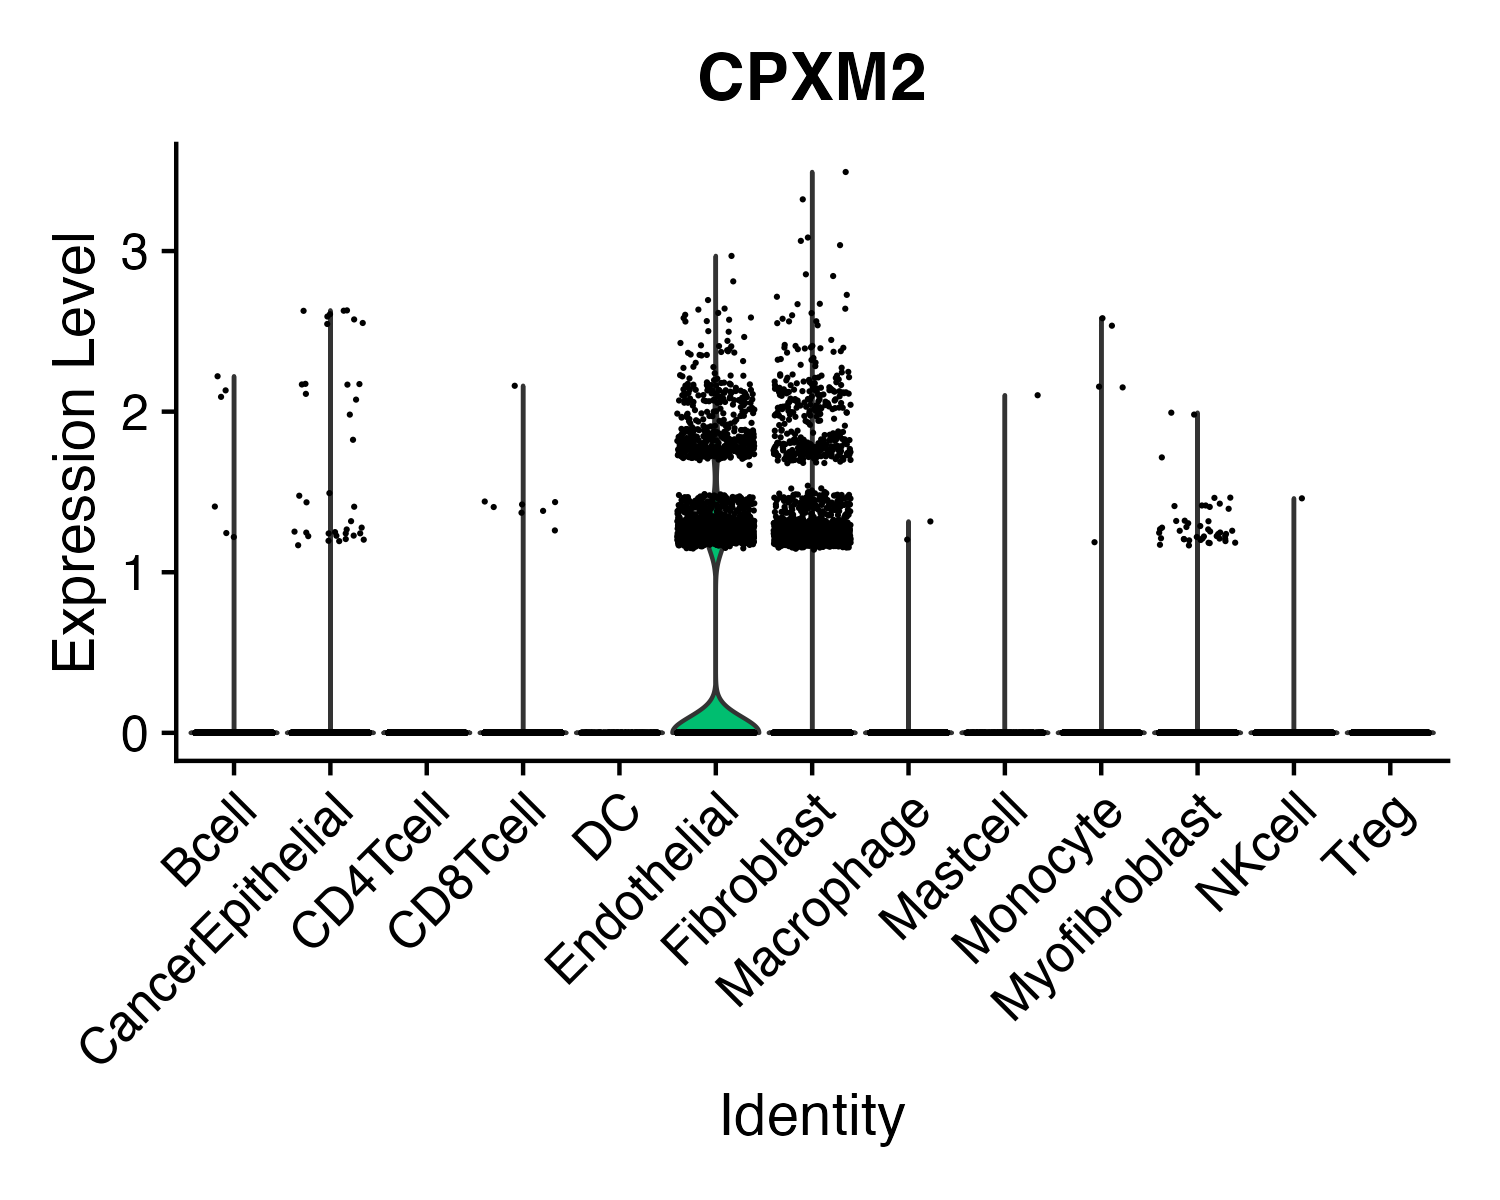 CPXM2
Expression Level
3
2
1
0
Bcell
CancerEpithelial
CD4Tcell
CD8Tcell
DC
Endothelial
Fibroblast
Macrophage
Mastcell
Monocyte
Myofibroblast
NKcell
Treg
Identity